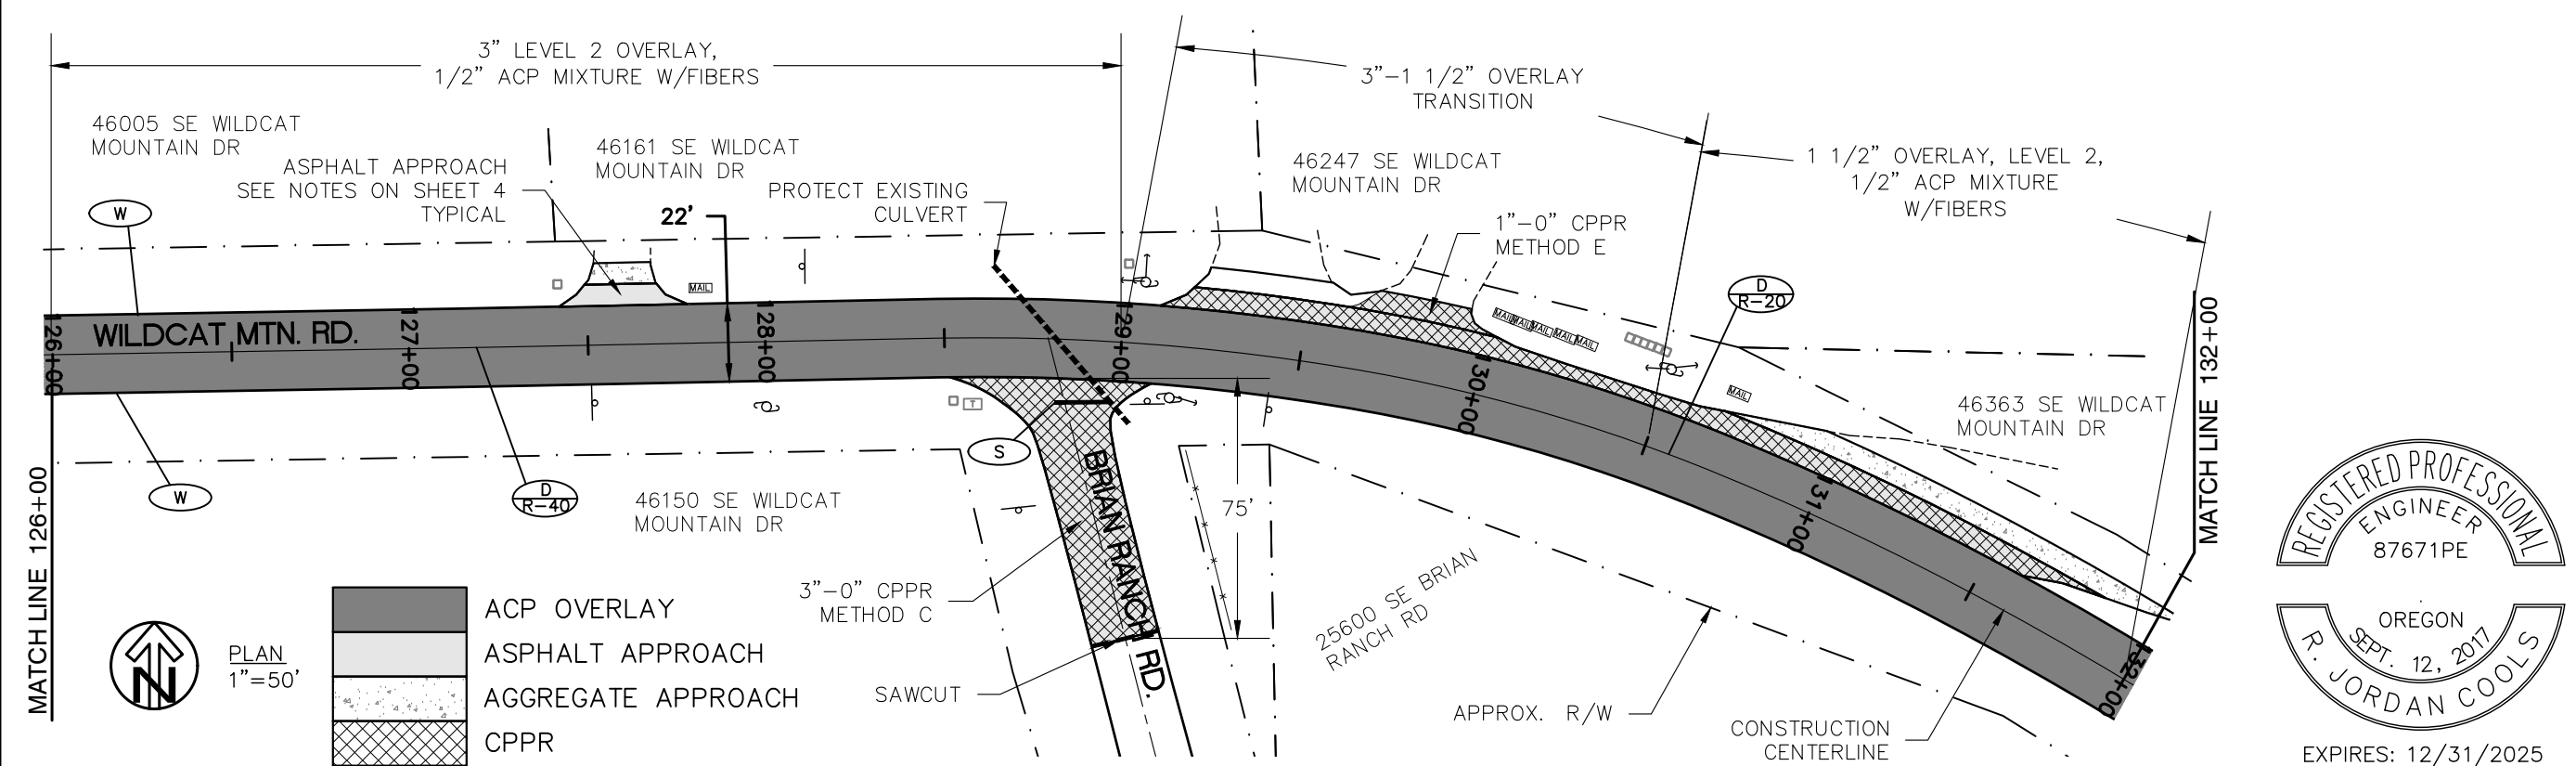 3" LEVEL 2 OVERLAY,
1/2" ACP MIXTURE W/FIBERS
3"-1 1/2" OVERLAY
TRANSITION
1 1/2" OVERLAY, LEVEL 2,
1/2" ACP MIXTURE
W/FIBERS
46005 SE WILDCAT
MOUNTAIN DR
ASPHALT APPROACH
SEE NOTES ON SHEET 4
TYPICAL
46161 SE WILDCAT
MOUNTAIN DR
PROTECT EXISTING
CULVERT
22'
46247 SE WILDCAT
MOUNTAIN DR
1"-0" CPPR
METHOD E
W
MAIL
MAIL
MAIL
MAIL
MAIL
MAIL
MAIL
D
R-20
WILDCAT MTN. RD.
126+00
127+00
128+00
129+00
130+00
131+00
132+00
T
S
W
D
R-40
46150 SE WILDCAT
MOUNTAIN DR
46363 SE WILDCAT
MOUNTAIN DR
75'
BRIAN RANCH RD.
3"-0" CPPR
METHOD C
SAWCUT
25600 SE BRIAN
RANCH RD
APPROX. R/W
CONSTRUCTION
CENTERLINE
MATCH LINE 126+00
MATCH LINE 132+00
N
PLAN
1"=50'
ACP OVERLAY
ASPHALT APPROACH
AGGREGATE APPROACH
CPPR
REGISTERED PROFESSIONAL
ENGINEER
87671PE
OREGON
SEPT. 12, 2017
R. JORDAN COOLS
EXPIRES: 12/31/2025